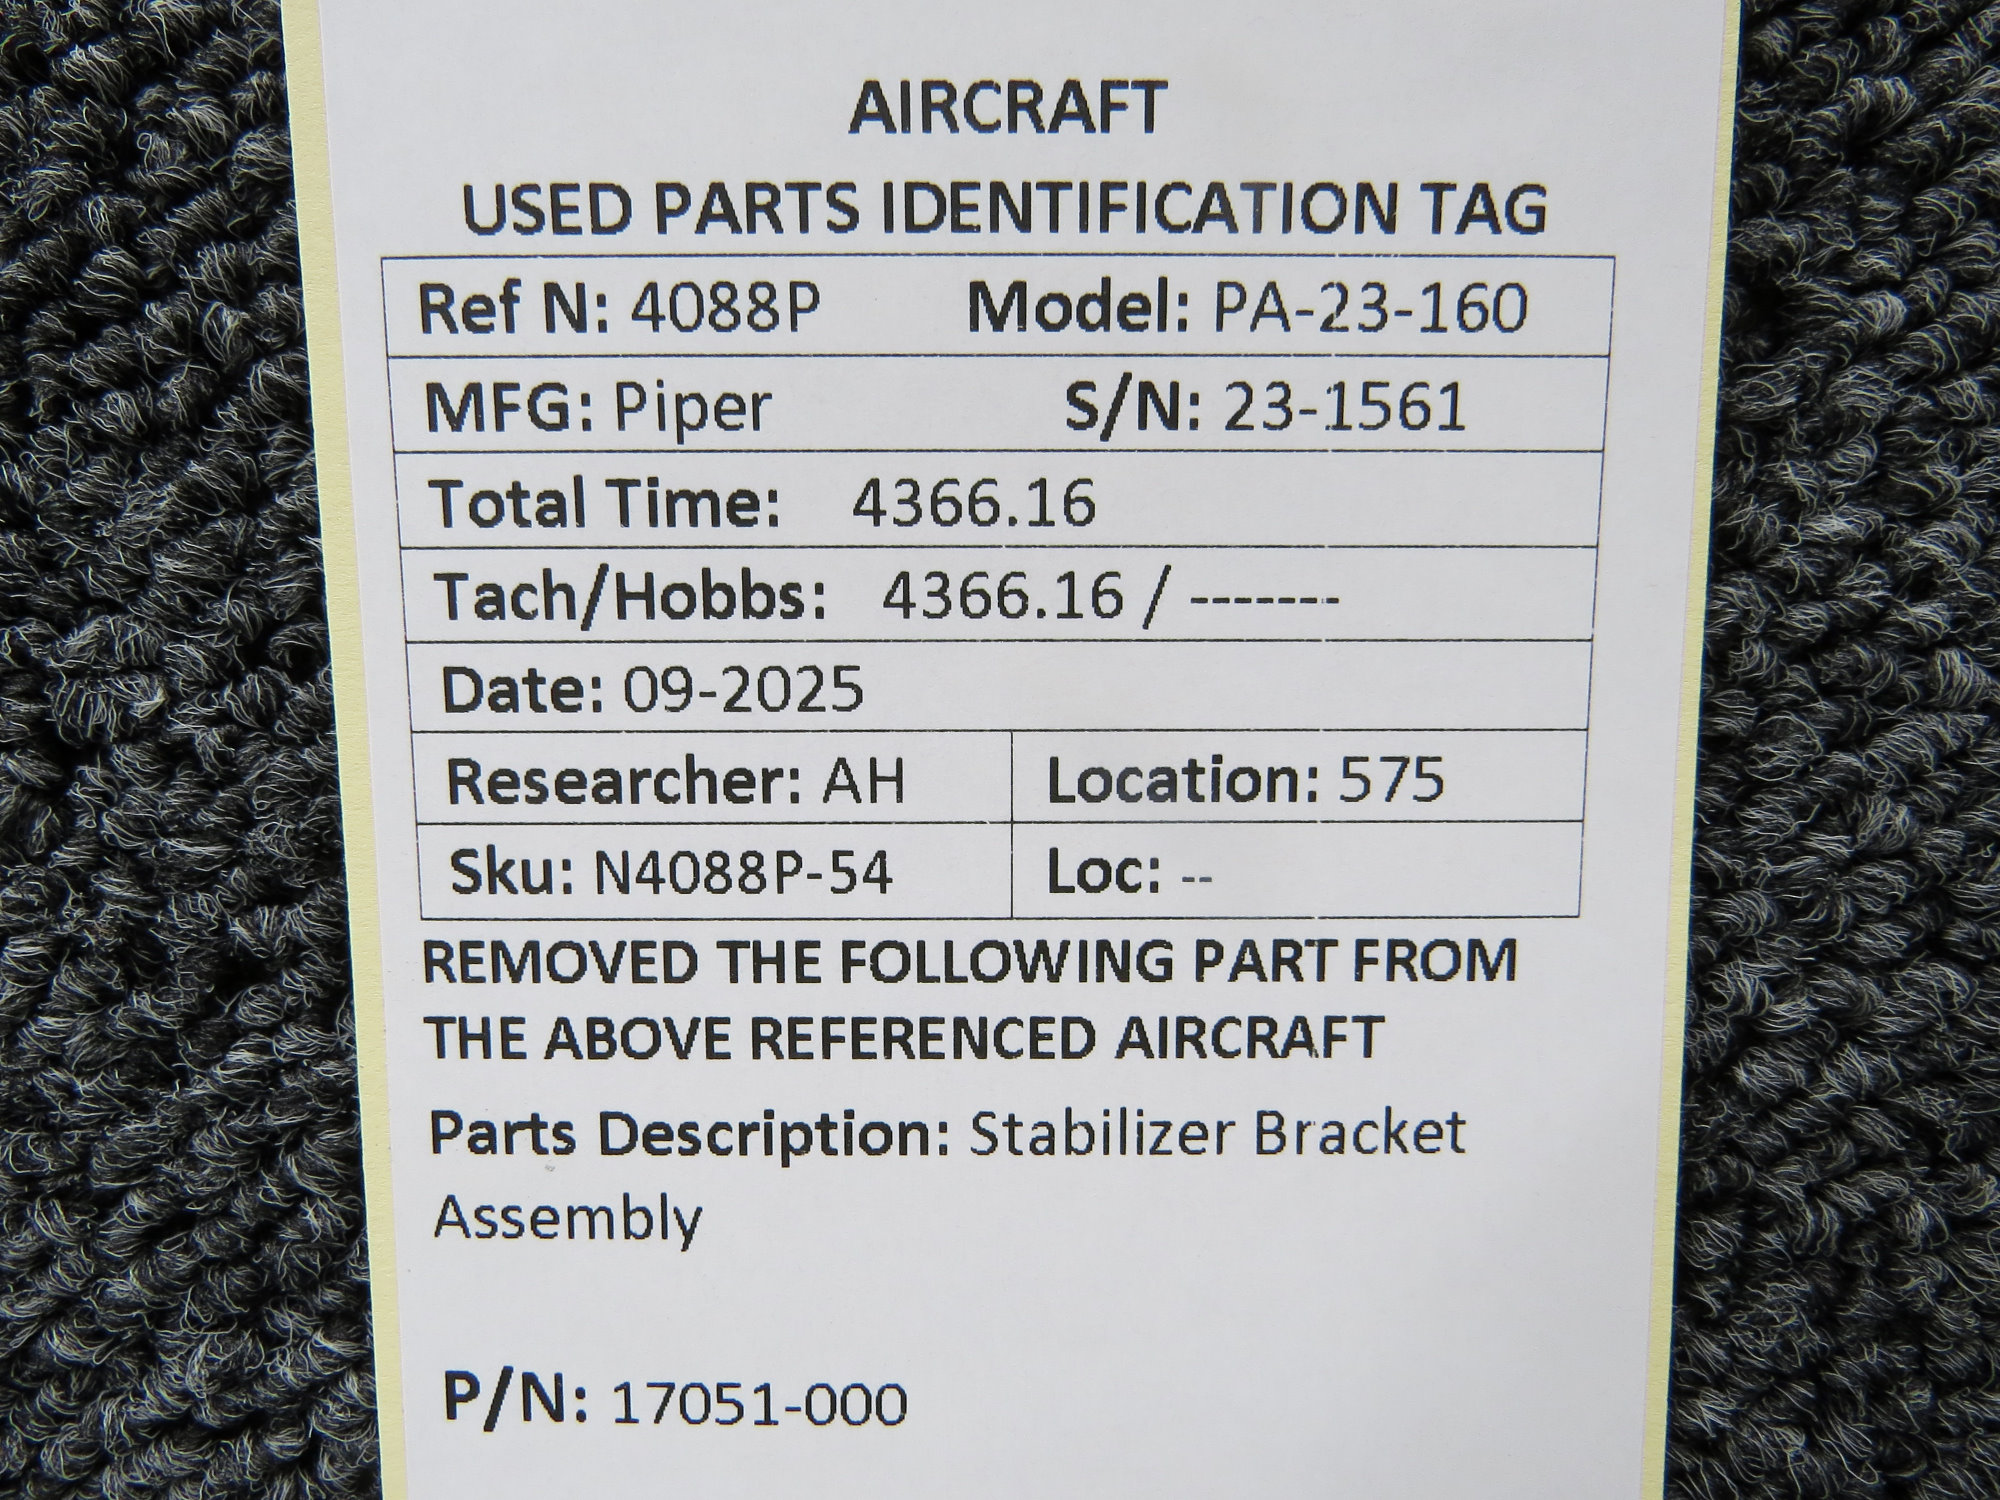 AIRCRAFT
USED PARTS IDENTIFICATION TAG
Ref N: 4088P Model: PA-23-160
MFG: Piper S/N: 23-1561
Total Time: 4366.16
Tach/Hobbs: 4366.16 / -------
Date: 09-2025
Researcher: AH Location: 575
Sku: N4088P-54 Loc: --
REMOVED THE FOLLOWING PART FROM
THE ABOVE REFERENCED AIRCRAFT
Parts Description: Stabilizer Bracket
Assembly
P/N: 17051-000